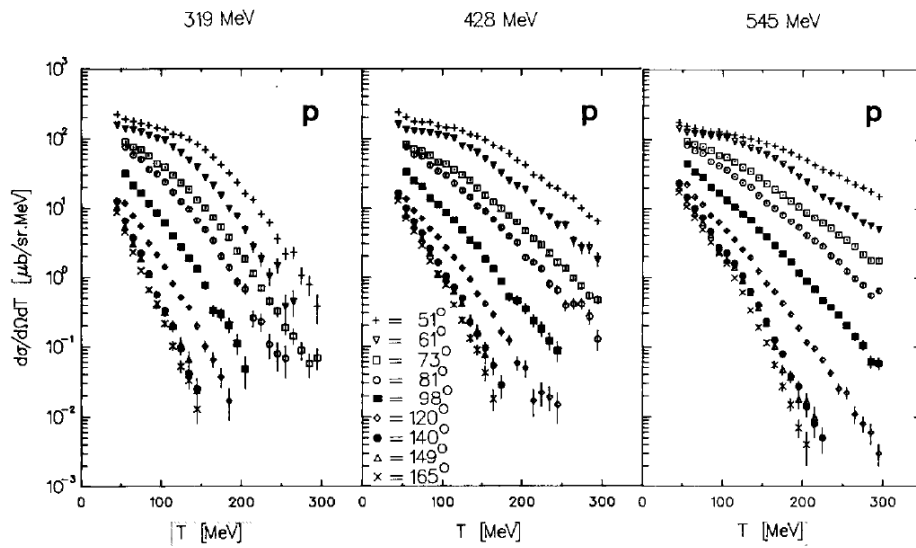 319 MeV 428 MeV 545 MeV
dσ/dΩdT [μb/sr.MeV]
10³
10²
10¹
10⁰
10⁻¹
10⁻²
10⁻³
p p p
+ = 51°
▽ = 61°
□ = 73°
○ = 81°
■ = 98°
◇ = 120°
● = 140°
△ = 149°
× = 165°
0 100 200 300 0 100 200 300 0 100 200 300
T [MeV] T [MeV] T [MeV]